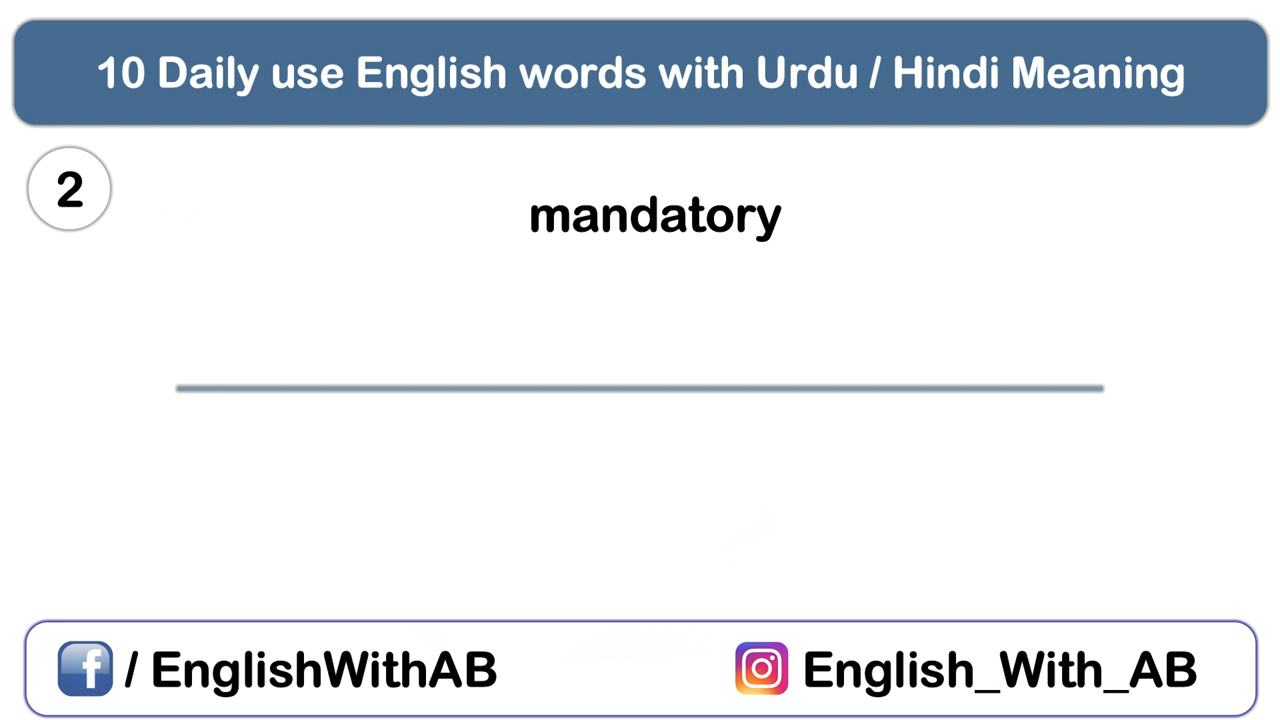 10 Daily use English words with Urdu / Hindi Meaning
2
mandatory
f / EnglishWithAB
English_With_AB